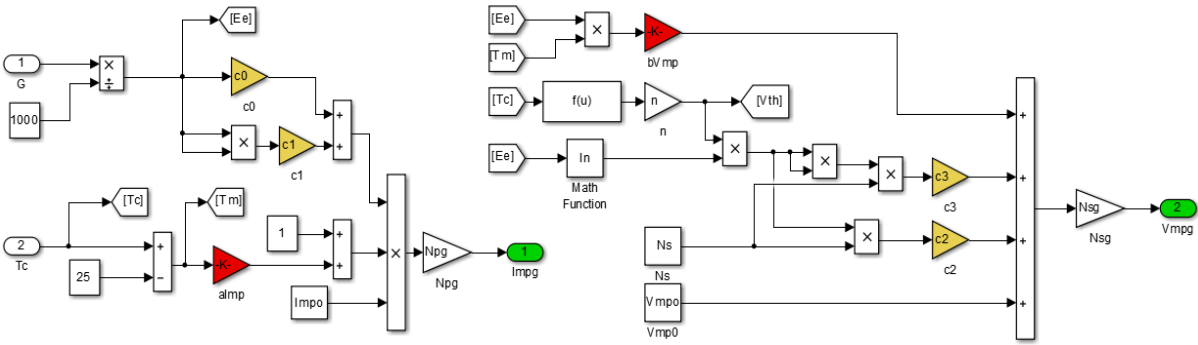 [Ee]
1
G
×
÷
1000
c0
c0
+
+
×
c1
c1
[Tc]
[Tm]
2
Tc
25
+
−
-K-
aImp
1
+
+
Impo
×
Npg
Npg
1
Impg
[Ee]
[Tm]
×
-K-
bVmp
[Tc]
f(u)
n
n
[Vth]
[Ee]
ln
Math
Function
×
×
×
c3
c3
Ns
Ns
×
c2
c2
Vmpo
Vmp0
+
+
+
+
Nsg
Nsg
2
Vmpg